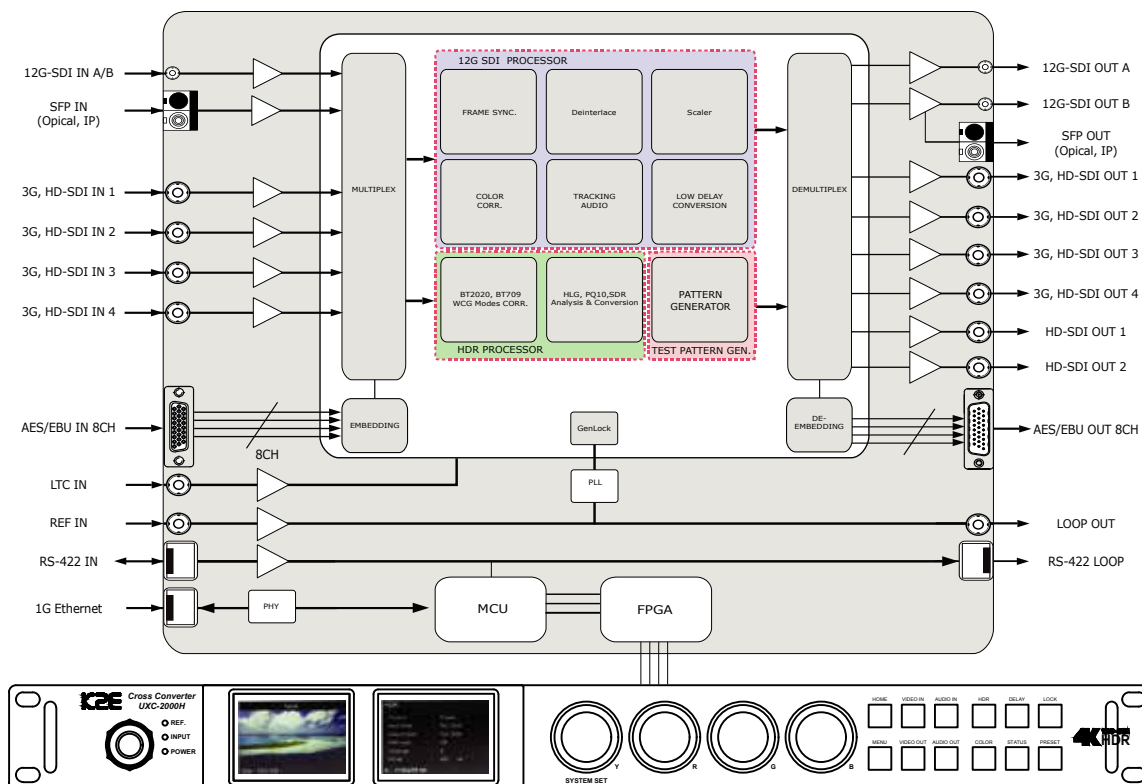 12G SDI PROCESSOR
12G-SDI IN A/B
SFP IN
(Opical, IP)
3G, HD-SDI IN 1
3G, HD-SDI IN 2
3G, HD-SDI IN 3
3G, HD-SDI IN 4
AES/EBU IN 8CH
LTC IN
REF IN
RS-422 IN
1G Ethernet
8CH
MULTIPLEX
EMBEDDING
FRAME SYNC.
Deinterlace
Scaler
COLOR
CORR.
TRACKING
AUDIO
LOW DELAY
CONVERSION
BT2020, BT709
WCG Modes CORR.
HLG, PQ10,SDR
Analysis & Conversion
HDR PROCESSOR
PATTERN
GENERATOR
TEST PATTERN GEN.
DEMULTIPLEX
DE-
EMBEDDING
GenLock
PLL
PHY
MCU
FPGA
12G-SDI OUT A
12G-SDI OUT B
SFP OUT
(Opical, IP)
3G, HD-SDI OUT 1
3G, HD-SDI OUT 2
3G, HD-SDI OUT 3
3G, HD-SDI OUT 4
HD-SDI OUT 1
HD-SDI OUT 2
AES/EBU OUT 8CH
LOOP OUT
RS-422 LOOP
K2E
Cross Converter
UXC-2000H
REF.
INPUT
POWER
Y
R
G
B
SYSTEM SET
HOME
VIDEO IN
AUDIO IN
HDR
DELAY
LOCK
MENU
VIDEO OUT
AUDIO OUT
COLOR
STATUS
PRESET
4K HDR